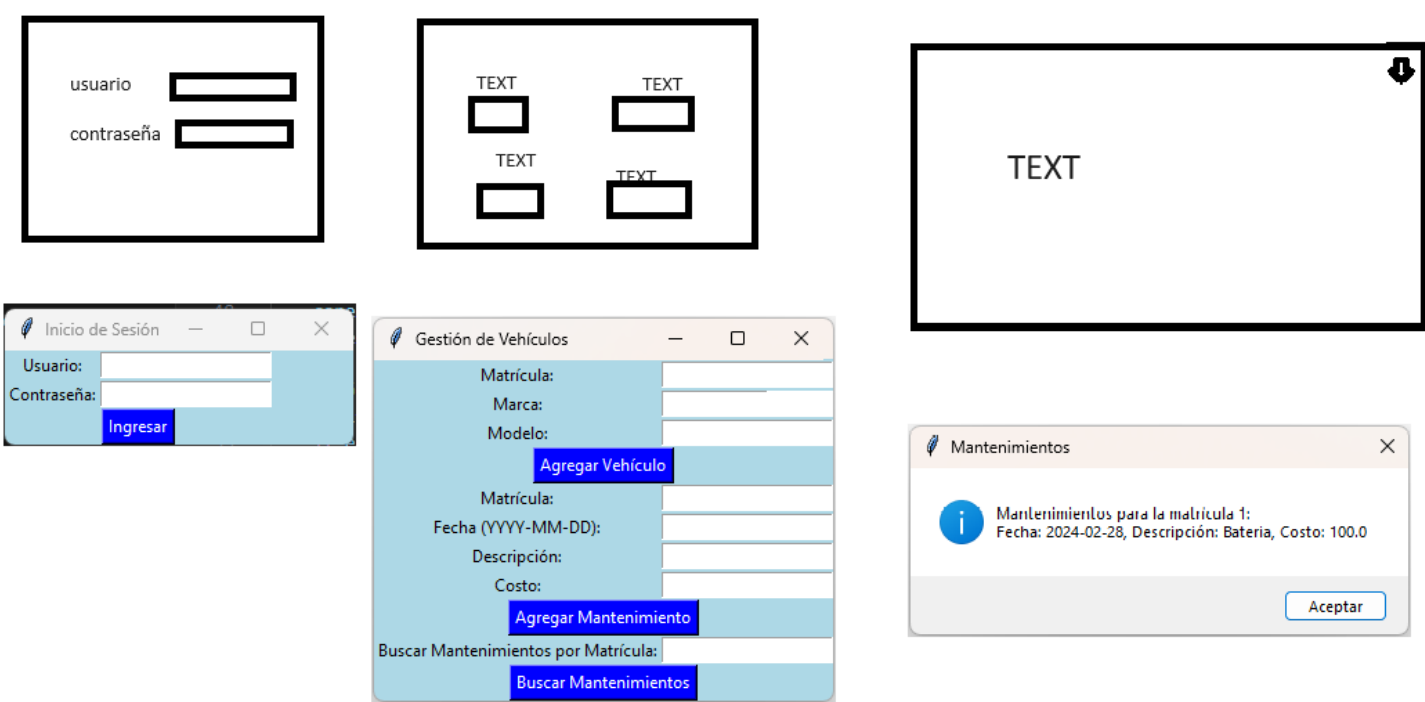 usuario
contraseña
TEXT
TEXT
TEXT
TEXT
TEXT
Inicio de Sesión
Usuario:
Contraseña:
Ingresar
Gestión de Vehículos
Matrícula:
Marca:
Modelo:
Agregar Vehículo
Matrícula:
Fecha (YYYY-MM-DD):
Descripción:
Costo:
Agregar Mantenimiento
Buscar Mantenimientos por Matrícula:
Buscar Mantenimientos
Mantenimientos
Mantenimientos para la matrícula 1:
Fecha: 2024-02-28, Descripción: Bateria, Costo: 100.0
Aceptar